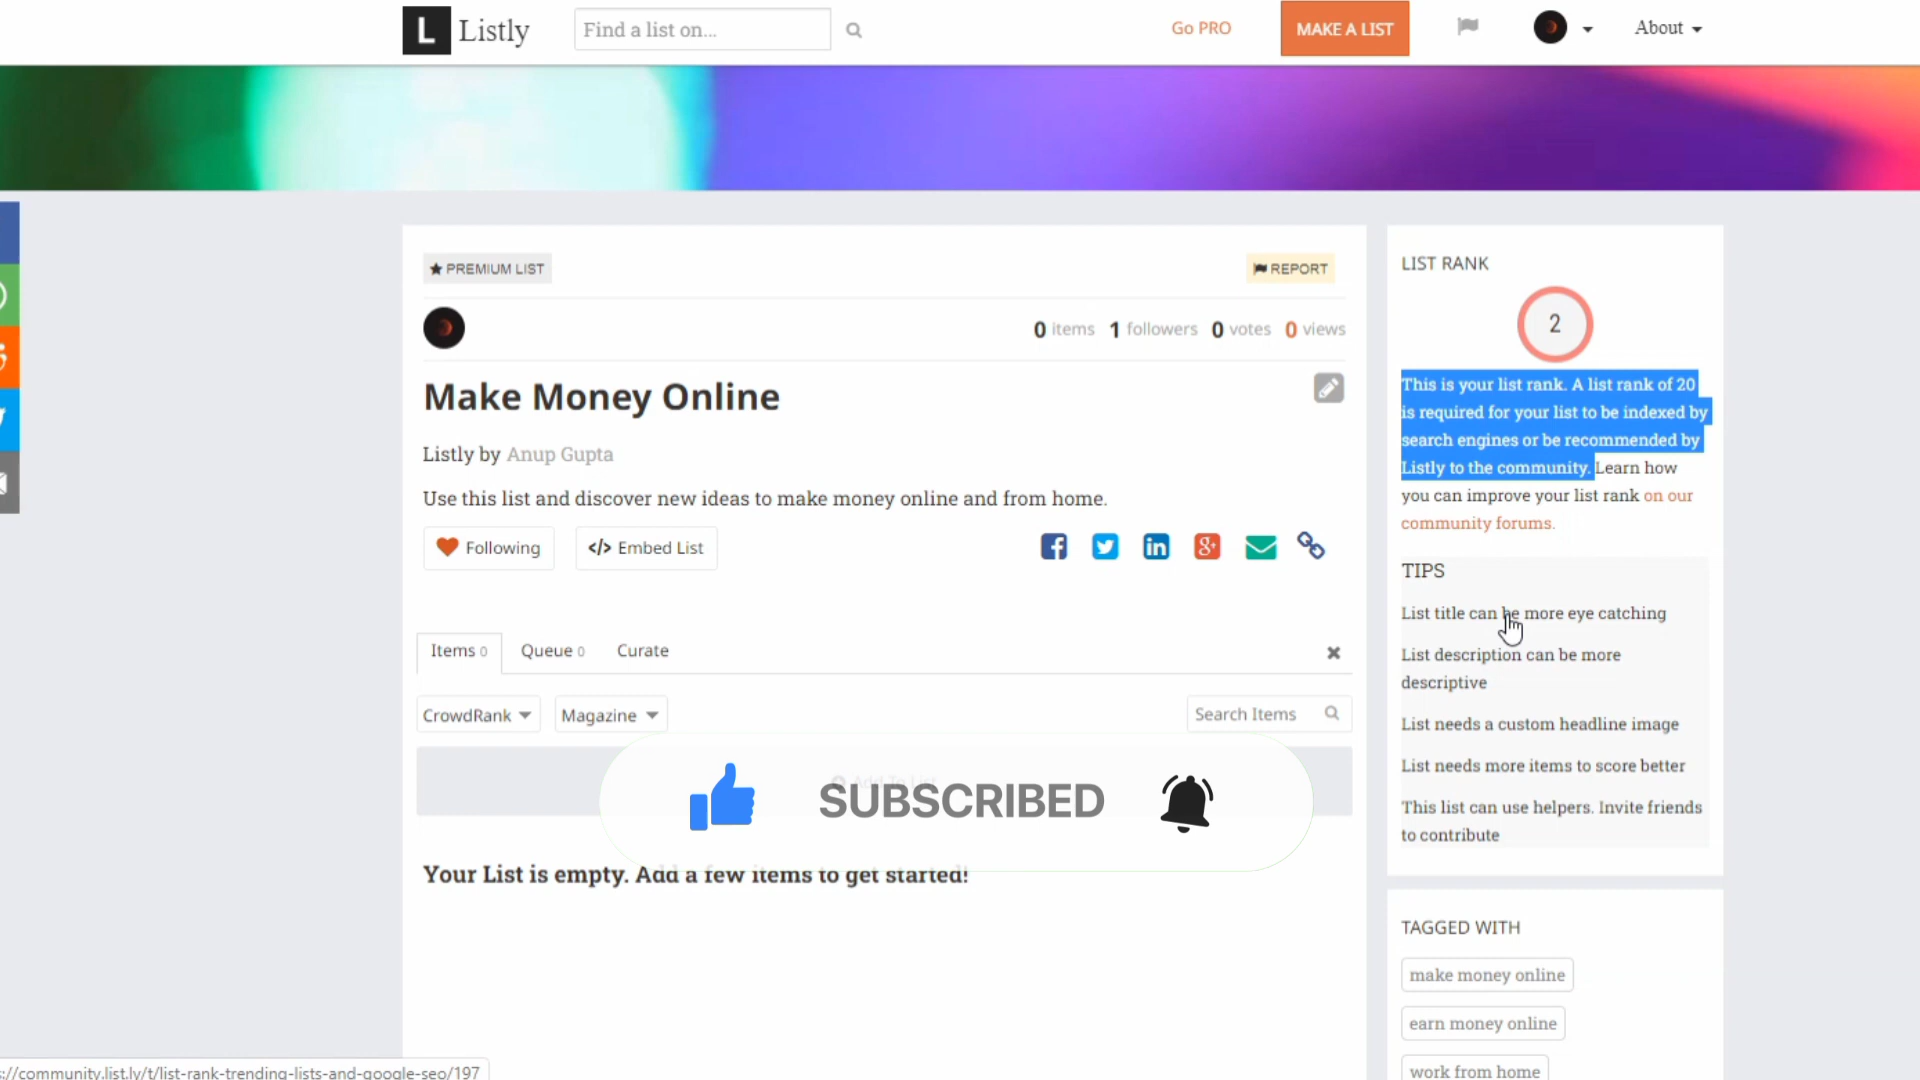 L Listly
Find a list on...
Go PRO
MAKE A LIST
About
PREMIUM LIST
REPORT
0 items 1 followers 0 votes 0 views
Make Money Online
Listly by Anup Gupta
Use this list and discover new ideas to make money online and from home.
Following
</> Embed List
Items 0
Queue 0
Curate
CrowdRank
Magazine
Search Items
Add To List
SUBSCRIBED
Your List is empty. Add a few items to get started!
LIST RANK
2
This is your list rank. A list rank of 20
is required for your list to be indexed by
search engines or be recommended by
Listly to the community. Learn how
you can improve your list rank on our
community forums.
TIPS
List title can be more eye catching
List description can be more
descriptive
List needs a custom headline image
List needs more items to score better
This list can use helpers. Invite friends
to contribute
TAGGED WITH
make money online
earn money online
work from home
://community.list.ly/t/list-rank-trending-lists-and-google-seo/197